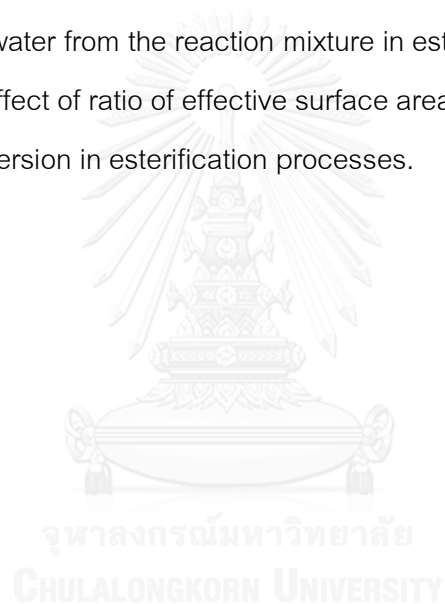 water from the reaction mixture in est
ffect of ratio of effective surface area
ersion in esterification processes.
จุฬาลงกรณ์มหาวิทยาลัย
CHULALONGKORN UNIVERSITY